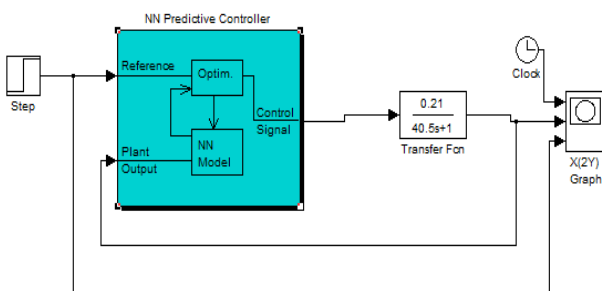 NN Predictive Controller
Reference
Optim.
Control
Signal
Plant
Output
NN
Model
Step
0.21
40.5s+1
Transfer Fcn
Clock
X(2Y)
Graph